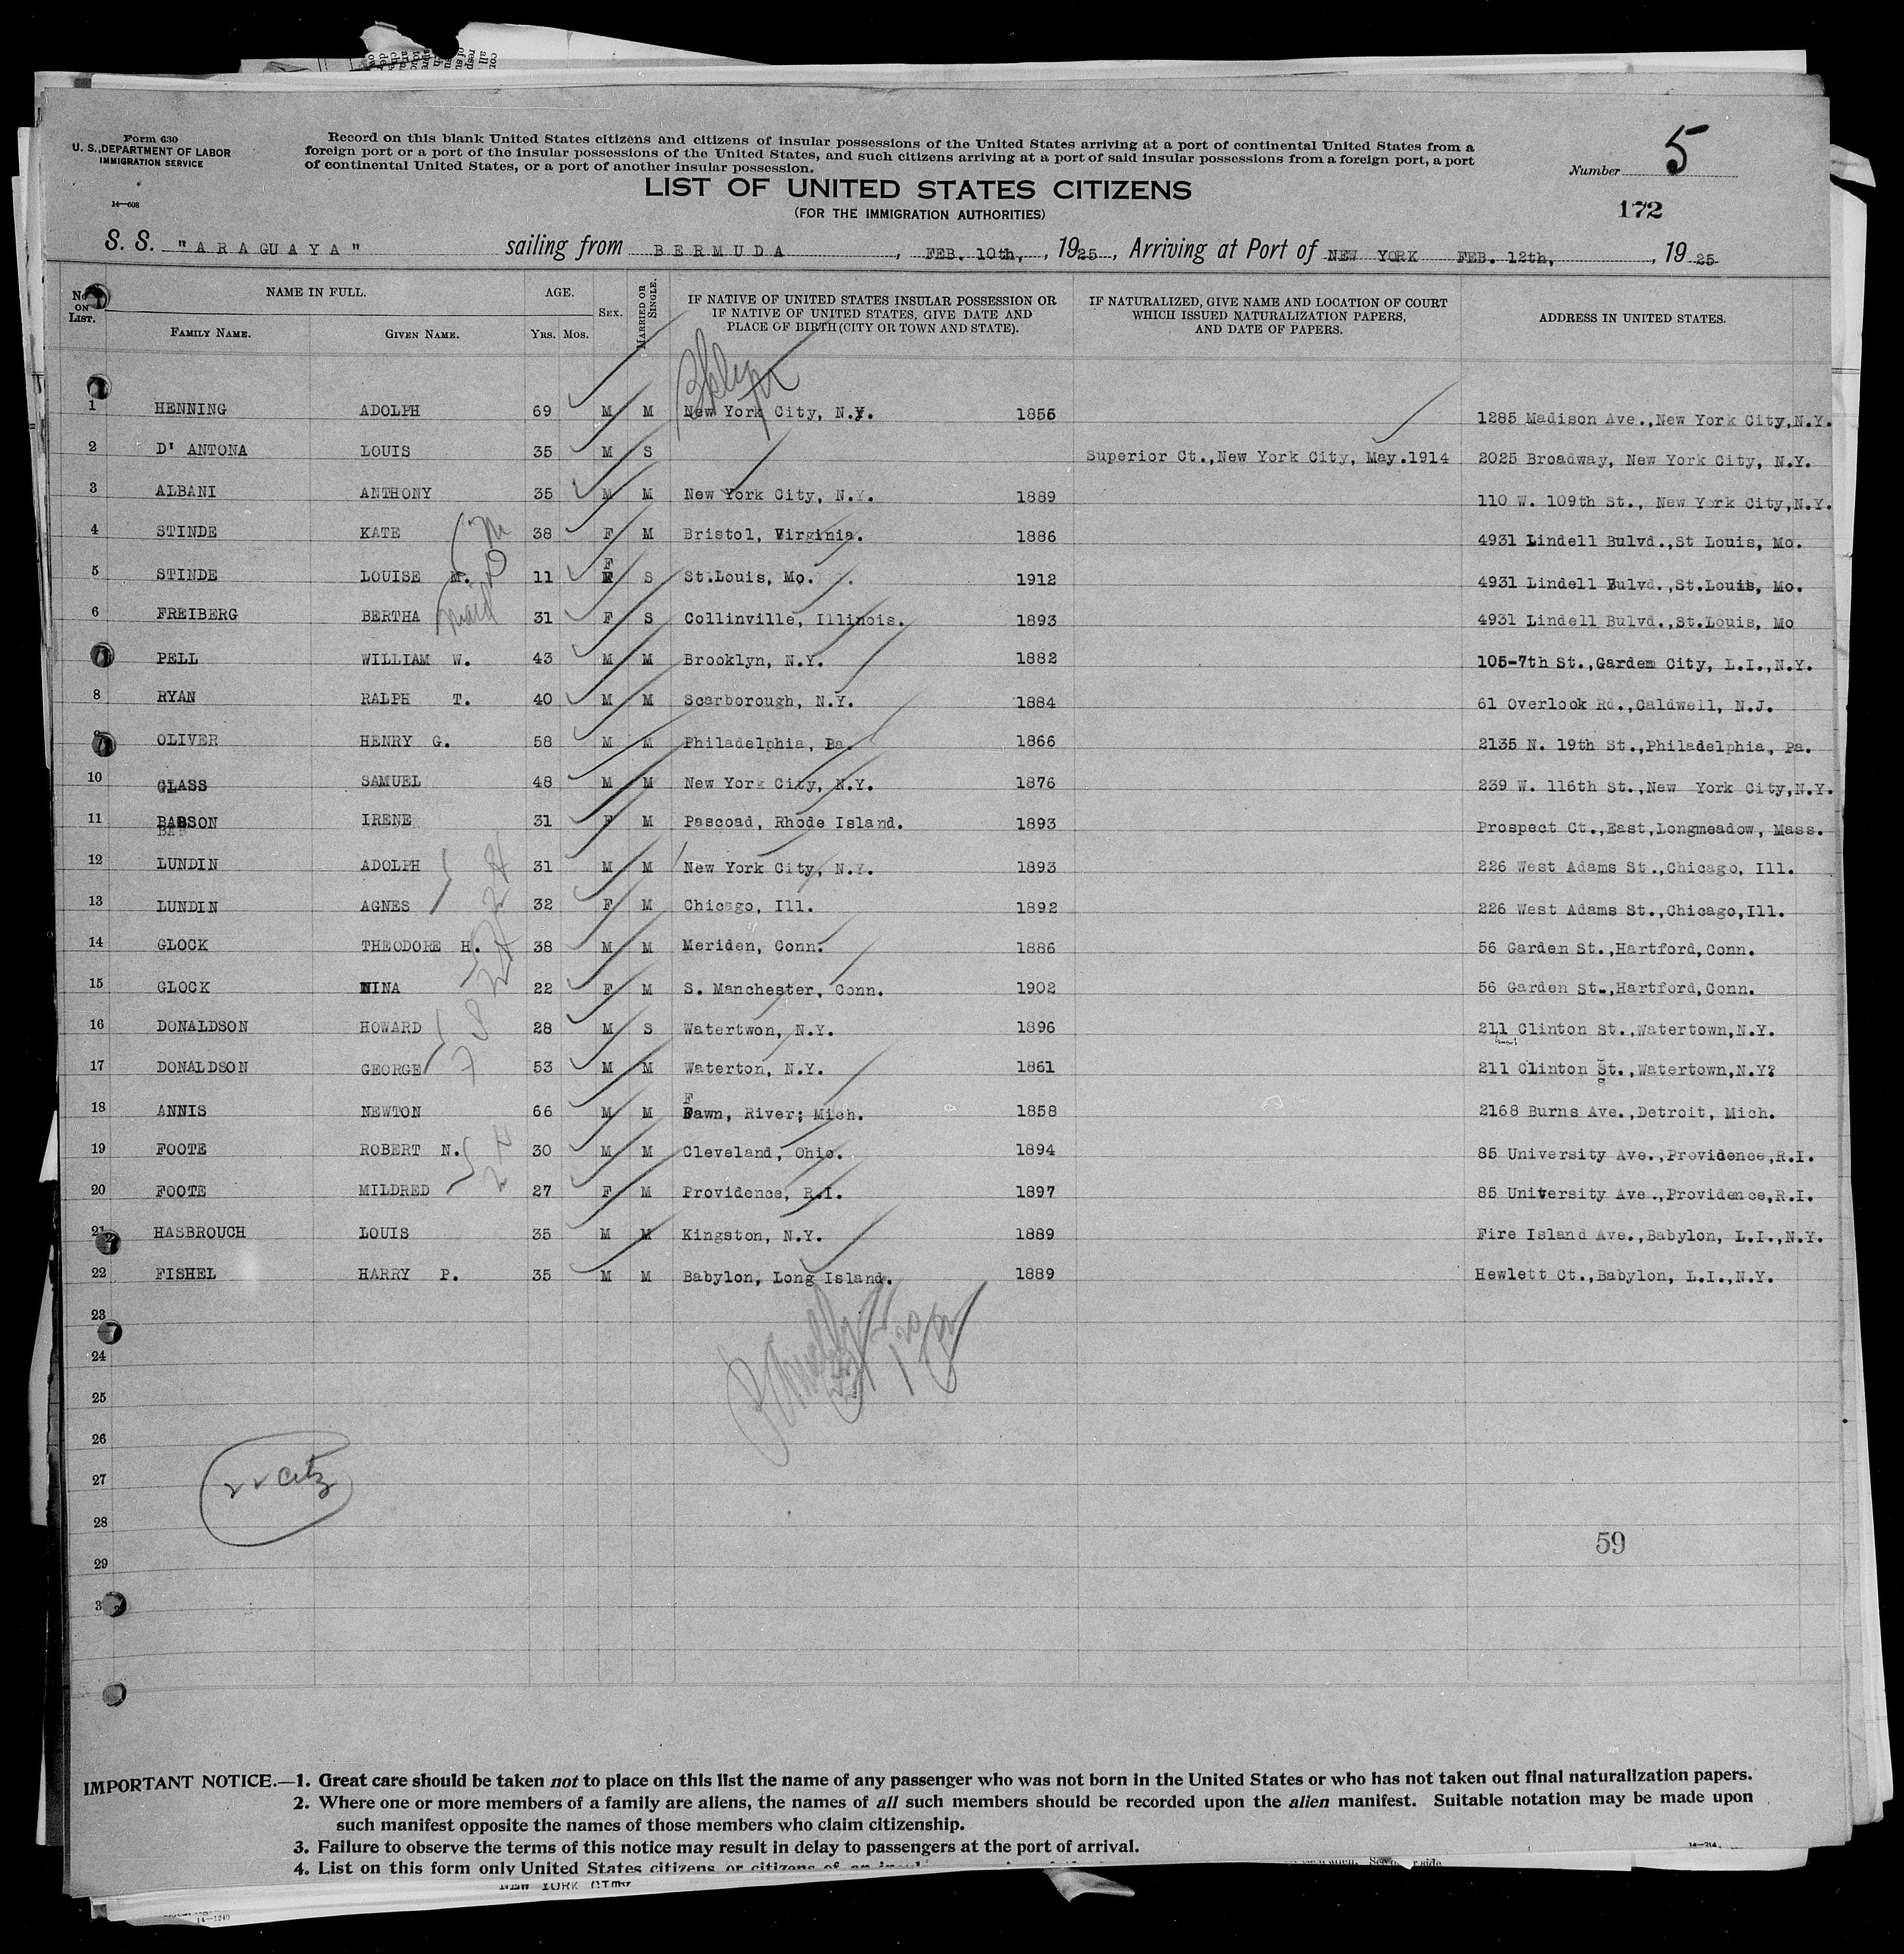 Form 630
U. S. DEPARTMENT OF LABOR
IMMIGRATION SERVICE
14—608
Record on this blank United States citizens and citizens of insular possessions of the United States arriving at a port of continental United States from a
foreign port or a port of the insular possessions of the United States, and such citizens arriving at a port of said insular possessions from a foreign port, a port
of continental United States, or a port of another insular possession.
LIST OF UNITED STATES CITIZENS
(FOR THE IMMIGRATION AUTHORITIES)
Number 5
172
S. S. "ARAGUAYA" sailing from BERMUDA, FEB. 10th, 1925, Arriving at Port of NEW YORK FEB. 12th, 1925
No ON LIST. NAME IN FULL. FAMILY NAME. GIVEN NAME. AGE. YRS. MOS. SEX. MARRIED OR SINGLE. IF NATIVE OF UNITED STATES INSULAR POSSESSION OR IF NATIVE OF UNITED STATES, GIVE DATE AND PLACE OF BIRTH (CITY OR TOWN AND STATE). IF NATURALIZED, GIVE NAME AND LOCATION OF COURT WHICH ISSUED NATURALIZATION PAPERS, AND DATE OF PAPERS. ADDRESS IN UNITED STATES.
1 HENNING ADOLPH 69 M M New York City, N.Y. 1856 1285 Madison Ave.,New York City,N.Y.
2 D' ANTONA LOUIS 35 M S Superior Ct.,New York City, May.1914 2025 Broadway, New York City, N.Y.
3 ALBANI ANTHONY 35 M M New York City, N.Y. 1889 110 W. 109th St., New York City,N.Y.
4 STINDE KATE 38 F M Bristol, Virginia. 1886 4931 Lindell Bulvd.,St Louis, Mo.
5 STINDE LOUISE M. 11 F S St.Louis, Mo. 1912 4931 Lindell Bulvd.,St.Louis, Mo.
6 FREIBERG BERTHA maid 31 F S Collinville, Illinois. 1893 4931 Lindell Bulvd.,St.Louis, Mo
PELL WILLIAM W. 43 M M Brooklyn, N.Y. 1882 105-7th St.,Garden City, L.I.,N.Y.
8 RYAN RALPH T. 40 M M Scarborough, N.Y. 1884 61 Overlook Rd.,Caldwell, N.J.
OLIVER HENRY G. 58 M M Philadelphia, Pa. 1866 2135 N. 19th St.,Philadelphia, Pa.
10 GLASS SAMUEL 48 M M New York City, N.Y. 1876 239 W. 116th St.,New York City,N.Y.
11 BABSON IRENE 31 F M Pascoad, Rhode Island. 1893 Prospect Ct.,East,Longmeadow, Mass.
12 LUNDIN ADOLPH 31 M M New York City, N.Y. 1893 226 West Adams St.,Chicago, Ill.
13 LUNDIN AGNES 32 F M Chicago, Ill. 1892 226 West Adams St.,Chicago,Ill.
14 GLOCK THEODORE H. 38 M M Meriden, Conn. 1886 56 Garden St.,Hartford,Conn.
15 GLOCK NINA 22 F M S. Manchester, Conn. 1902 56 Garden St.,Hartford,Conn.
16 DONALDSON HOWARD 28 M S Watertwon, N.Y. 1896 211 Clinton St.,Watertown,N.Y.
17 DONALDSON GEORGE 53 M M Waterton, N.Y. 1861 211 Clinton St.,Watertown,N.Y?
18 ANNIS NEWTON 66 M M Fawn, River; Mich. 1858 2168 Burns Ave.,Detroit, Mich.
19 FOOTE ROBERT N. 30 M M Cleveland, Ohio. 1894 85 University Ave.,Providence,R.I.
20 FOOTE MILDRED 27 F M Providence, R.I. 1897 85 University Ave.,Providence,R.I.
21 HASBROUCH LOUIS 35 M M Kingston, N.Y. 1889 Fire Island Ave.,Babylon, L.I.,N.Y.
22 FISHEL HARRY P. 35 M M Babylon, Long Island. 1889 Hewlett Ct.,Babylon, L.I.,N.Y.
23
24
25
26
27
22 citz
28
59
29
3
IMPORTANT NOTICE.—1. Great care should be taken not to place on this list the name of any passenger who was not born in the United States or who has not taken out final naturalization papers.
2. Where one or more members of a family are aliens, the names of all such members should be recorded upon the alien manifest. Suitable notation may be made upon
such manifest opposite the names of those members who claim citizenship.
3. Failure to observe the terms of this notice may result in delay to passengers at the port of arrival.
4. List on this form only United States citizens or citizens of an
14—1240